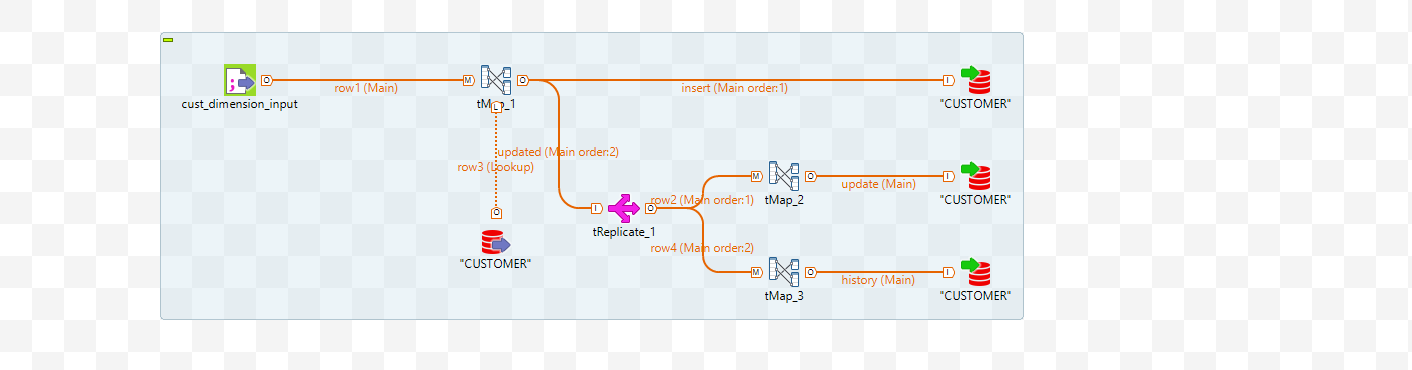 cust_dimension_input
row1 (Main)
tMap_1
insert (Main order:1)
"CUSTOMER"
updated (Main order:2)
row3 (Lookup)
"CUSTOMER"
tReplicate_1
row2 (Main order:1)
tMap_2
update (Main)
"CUSTOMER"
row4 (Main order:2)
tMap_3
history (Main)
"CUSTOMER"